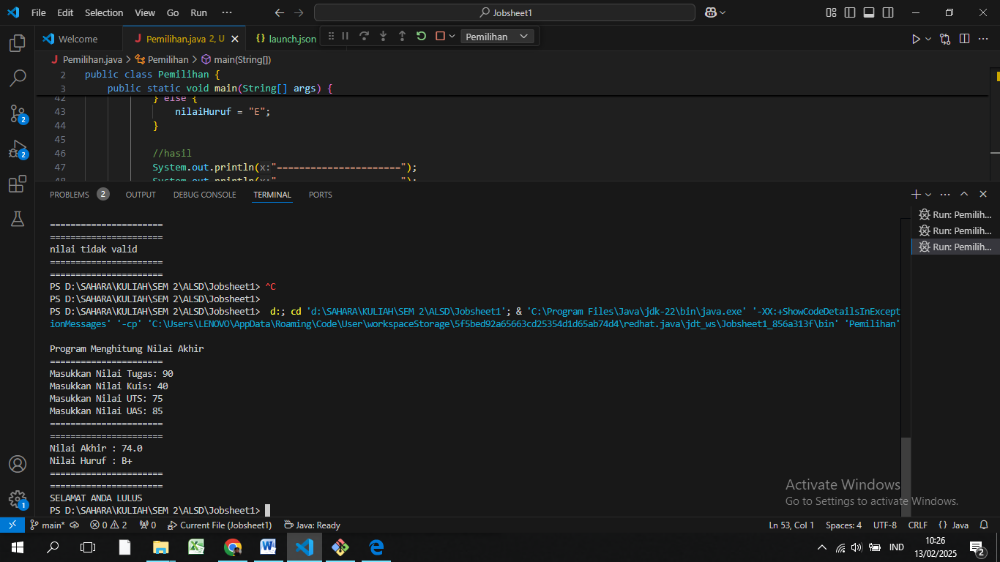 File Edit Selection View Go Run ··· Jobsheet1
Welcome
Pemilihan.java 2, U
launch.json
Pemilihan
Pemilihan.java > Pemilihan > main(String[])
2 public class Pemilihan {
3 public static void main(String[] args) {
42 } else {
43 nilaiHuruf = "E";
44 }
45
46 //hasil
47 System.out.println(x:"======================");
48 System.out.println(x:"======================");
PROBLEMS 2 OUTPUT DEBUG CONSOLE TERMINAL PORTS
Run: Pemilih...
Run: Pemilih...
Run: Pemilih...
======================
======================
nilai tidak valid
======================
======================
PS D:\SAHARA\KULIAH\SEM 2\ALSD\Jobsheet1> ^C
PS D:\SAHARA\KULIAH\SEM 2\ALSD\Jobsheet1>
PS D:\SAHARA\KULIAH\SEM 2\ALSD\Jobsheet1>  d:; cd 'd:\SAHARA\KULIAH\SEM 2\ALSD\Jobsheet1'; & 'C:\Program Files\Java\jdk-22\bin\java.exe' '-XX:+ShowCodeDetailsInExcept
ionMessages' '-cp' 'C:\Users\LENOVO\AppData\Roaming\Code\User\workspaceStorage\5f5bed92a65663cd25354d1d65ab74d4\redhat.java\jdt_ws\Jobsheet1_856a313f\bin' 'Pemilihan'
Program Menghitung Nilai Akhir
======================
Masukkan Nilai Tugas: 90
Masukkan Nilai Kuis: 40
Masukkan Nilai UTS: 75
Masukkan Nilai UAS: 85
======================
======================
Nilai Akhir : 74.0
Nilai Huruf : B+
======================
======================
SELAMAT ANDA LULUS
PS D:\SAHARA\KULIAH\SEM 2\ALSD\Jobsheet1>
Activate Windows
Go to Settings to activate Windows.
2
2
1
main* 0 2 0 Current File (Jobsheet1) Java: Ready Ln 53, Col 1 Spaces: 4 UTF-8 CRLF {} Java
IND 10:26
13/02/2025
2